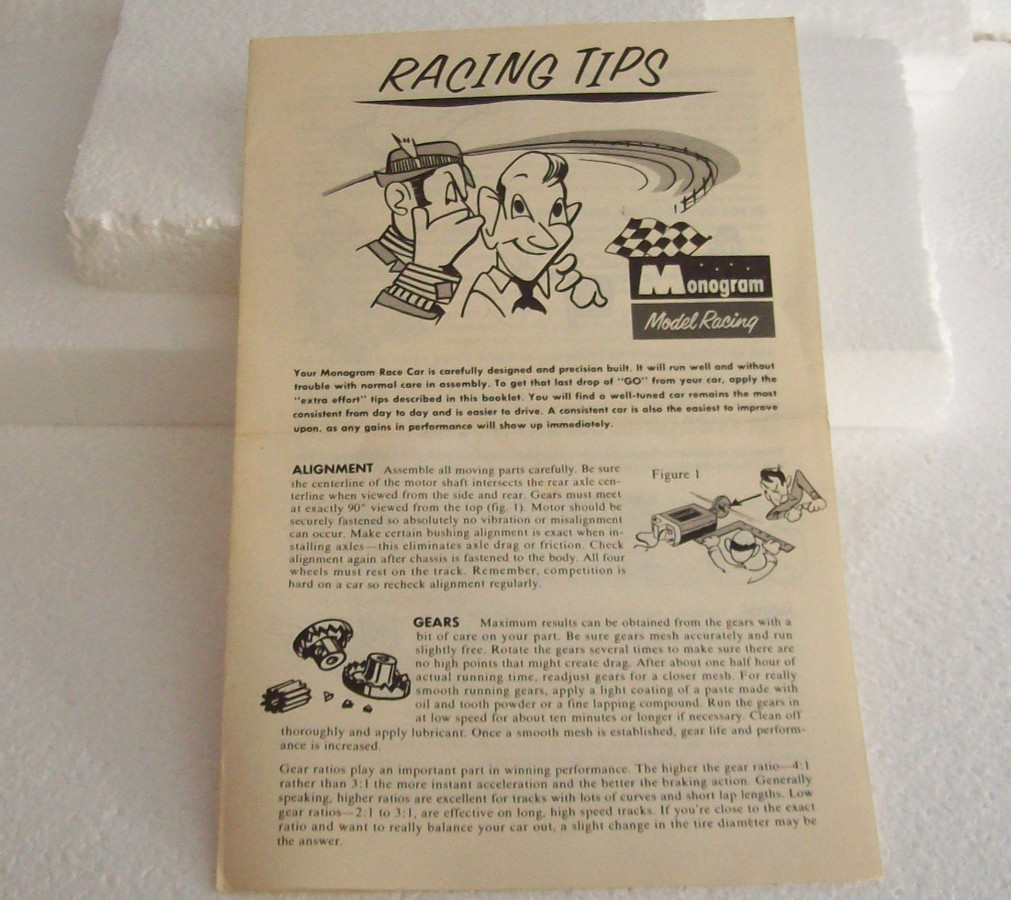 RACING TIPS
Monogram
Model Racing
Your Monogram Race Car is carefully designed and precision built. It will run well and without
trouble with normal care in assembly. To get that last drop of "GO" from your car, apply the
"extra effort" tips described in this booklet. You will find a well-tuned car remains the most
consistent from day to day and is easier to drive. A consistent car is also the easiest to improve
upon, as any gains in performance will show up immediately.
ALIGNMENT Assemble all moving parts carefully. Be sure
the centerline of the motor shaft intersects the rear axle cen-
terline when viewed from the side and rear. Gears must meet
at exactly 90° viewed from the top (fig. 1). Motor should be
securely fastened so absolutely no vibration or misalignment
can occur. Make certain bushing alignment is exact when in-
stalling axles—this eliminates axle drag or friction. Check
alignment again after chassis is fastened to the body. All four
wheels must rest on the track. Remember, competition is
hard on a car so recheck alignment regularly.
Figure 1
GEARS Maximum results can be obtained from the gears with a
bit of care on your part. Be sure gears mesh accurately and run
slightly free. Rotate the gears several times to make sure there are
no high points that might create drag. After about one half hour of
actual running time, readjust gears for a closer mesh. For really
smooth running gears, apply a light coating of a paste made with
oil and tooth powder or a fine lapping compound. Run the gears in
at low speed for about ten minutes or longer if necessary. Clean off
thoroughly and apply lubricant. Once a smooth mesh is established, gear life and perform-
ance is increased.
Gear ratios play an important part in winning performance. The higher the gear ratio—4:1
rather than 3:1 the more instant acceleration and the better the braking action. Generally
speaking, higher ratios are excellent for tracks with lots of curves and short lap lengths. Low
gear ratios—2:1 to 3:1, are effective on long, high speed tracks. If you're close to the exact
ratio and want to really balance your car out, a slight change in the tire diameter may be
the answer.